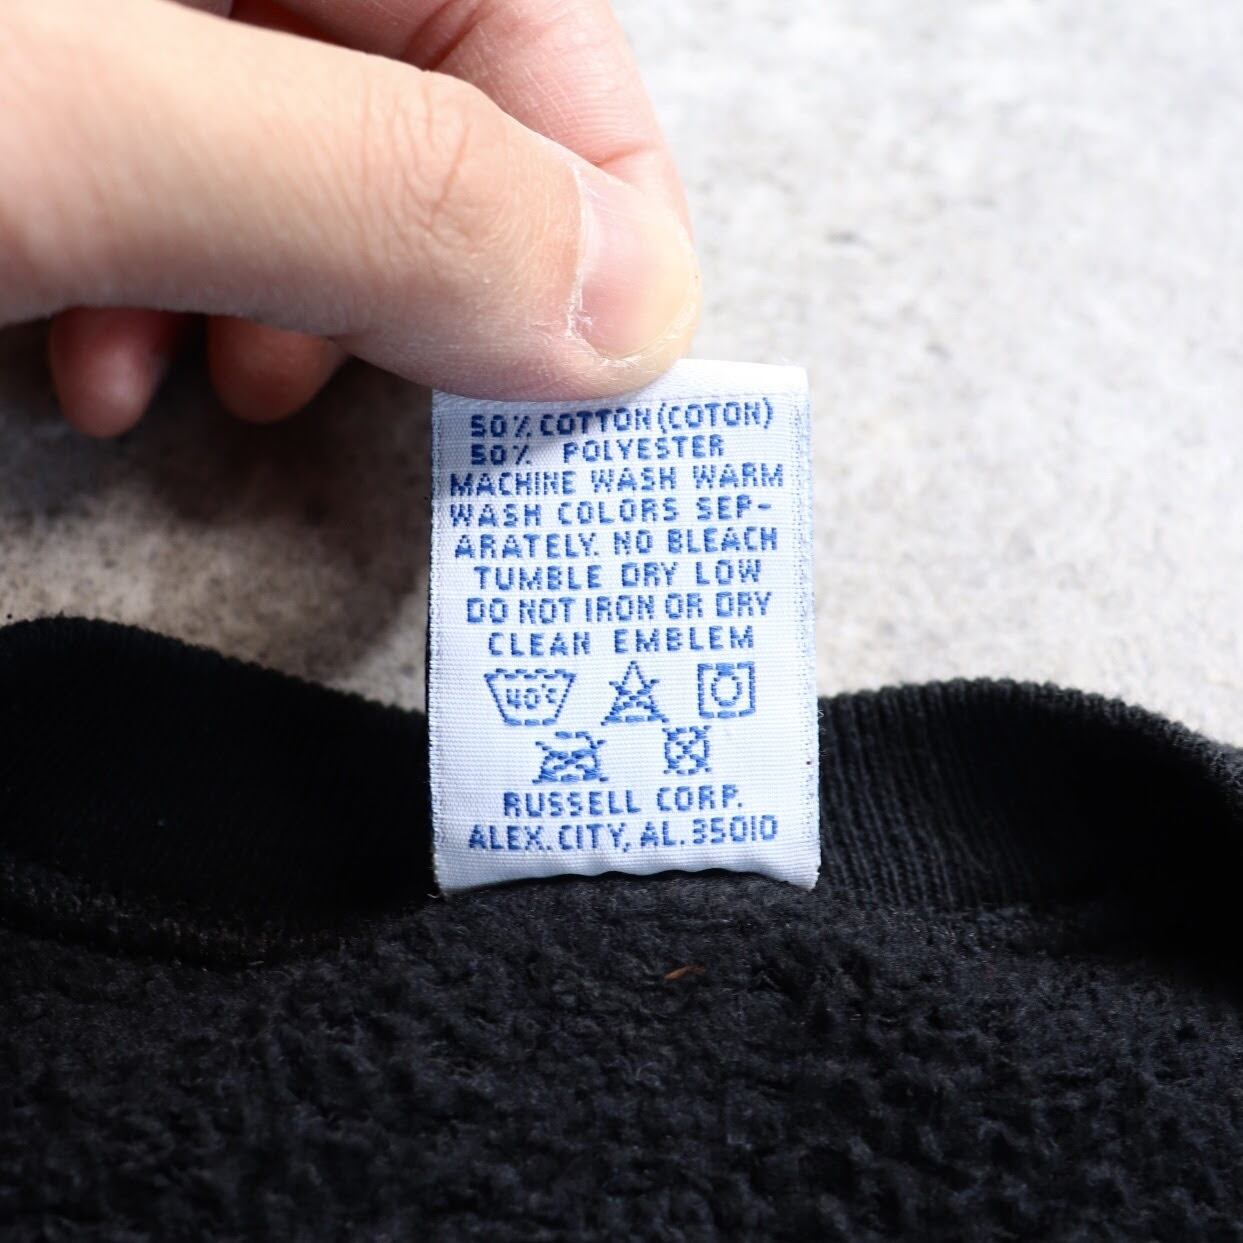 50% COTTON (COTON)
50% POLYESTER
MACHINE WASH WARM
WASH COLORS SEP-
ARATELY. NO BLEACH
TUMBLE DRY LOW
DO NOT IRON OR DRY
CLEAN EMBLEM
40°C
RUSSELL CORP.
ALEX. CITY, AL. 35010